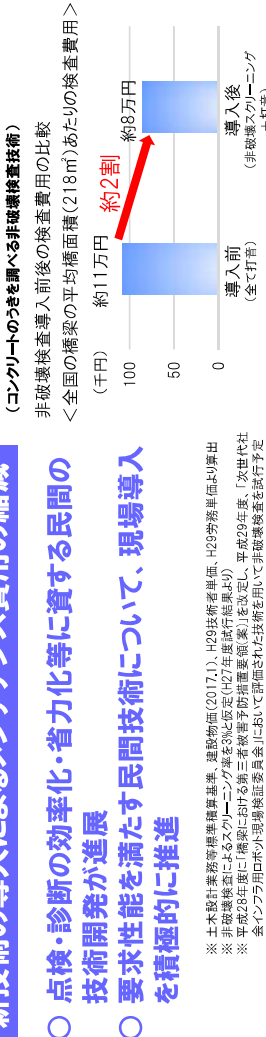 新技術の導入によるメンテナンス費用の縮減
○ 点検・診断の効率化・省力化等に資する民間の
技術開発が進展
○ 要求性能を満たす民間技術について、現場導入
を積極的に推進
※ 土木設計業務等標準積算基準、建設物価(2017.1)、H29技術者単価、H29労務単価より算出
※ 非破壊検査によるスクリーニング率を8%と仮定(H27年度試行結果より)
※ 平成28年度に「橋梁における第三者被害予防措置要領(案)」を改定し、平成29年度、「次世代社
会インフラ用ロボット現場検証委員会」において評価された技術を用いて非破壊検査を試行予定
(コンクリートのうきを調べる非破壊検査技術)
非破壊検査導入前後の検査費用の比較
<全国の橋梁の平均橋面積(218㎡)あたりの検査費用>
(千円)
約11万円
約2割
約8万円
100
50
0
導入前
(全て打音)
導入後
(非破壊スクリーニング
+打音)